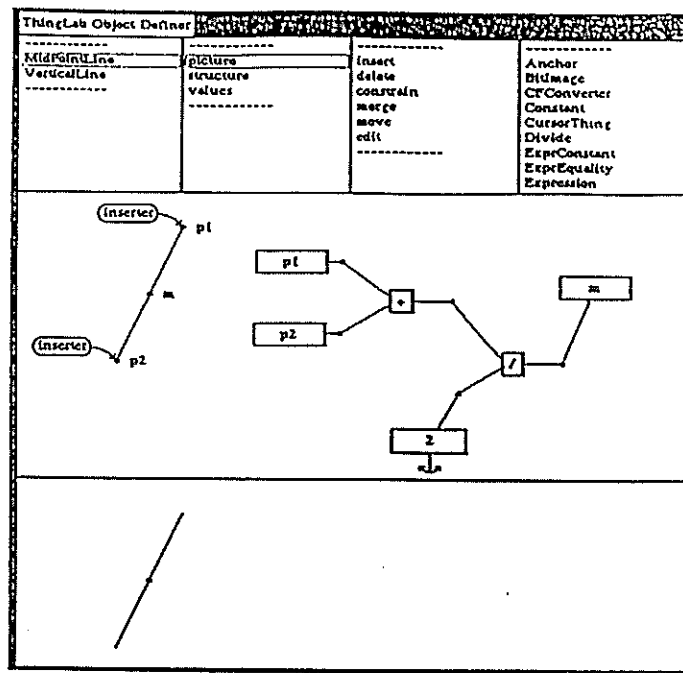 ThingLab Object Definer
------------
MidPointLine
VerticalLine
------------
------------
picture
structure
values
------------
------------
insert
delete
constrain
merge
move
edit
------------
------------
Anchor
BitImage
CFConverter
Constant
CursorThing
Divide
ExprConstant
ExprEquality
Expression
inserter
p1
m
inserter
p2
p1
p2
+
m
/
2